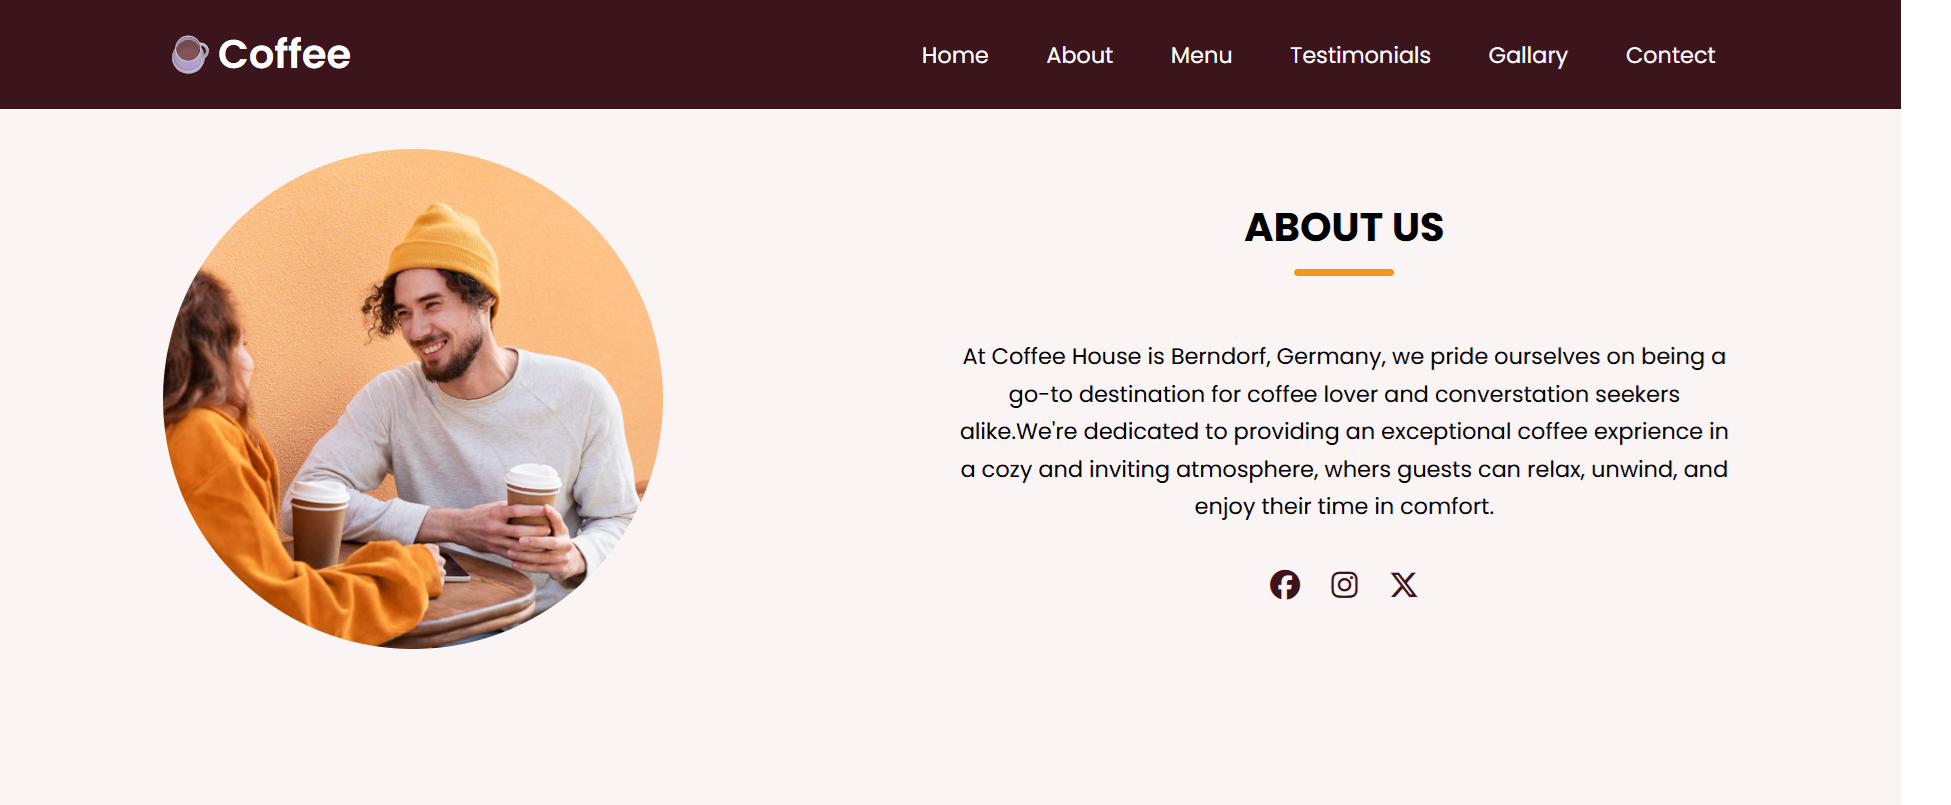 Coffee
Home About Menu Testimonials Gallary Contect
ABOUT US
At Coffee House is Berndorf, Germany, we pride ourselves on being a
go-to destination for coffee lover and converstation seekers
alike.We're dedicated to providing an exceptional coffee exprience in
a cozy and inviting atmosphere, whers guests can relax, unwind, and
enjoy their time in comfort.